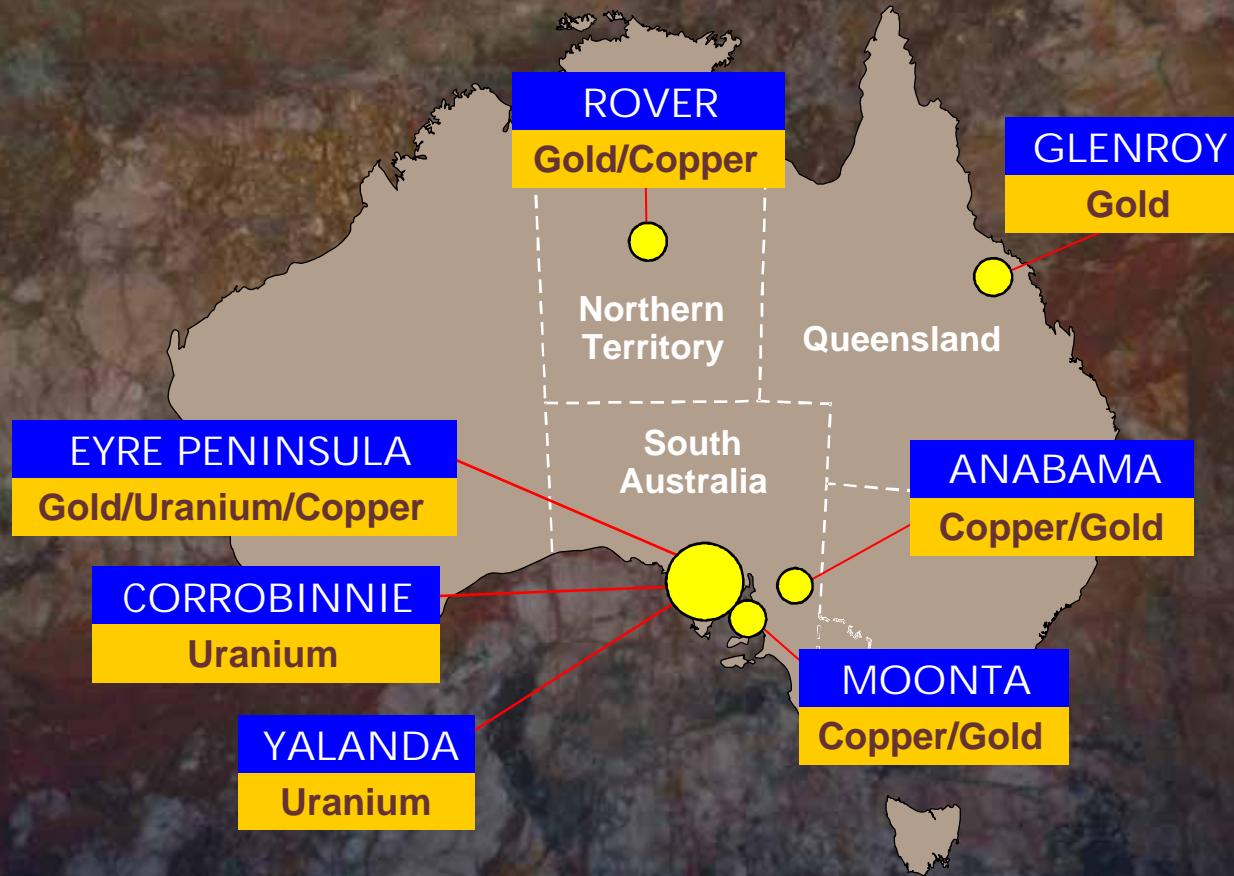 ROVER
Gold/Copper
GLENROY
Gold
Northern
Territory
Queensland
EYRE PENINSULA
Gold/Uranium/Copper
South
Australia
ANABAMA
Copper/Gold
CORROBINNIE
Uranium
MOONTA
Copper/Gold
YALANDA
Uranium